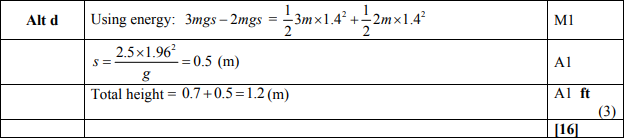 Alt d Using energy: 3mgs − 2mgs = 1/2 3m × 1.4² + 1/2 2m × 1.4² M1
s = 2.5 × 1.96² / g = 0.5 (m) A1
Total height = 0.7 + 0.5 = 1.2 (m) A1 ft
(3)
[16]